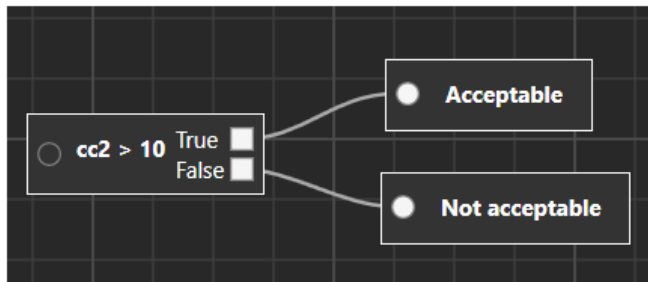 cc2 > 10
True
False
Acceptable
Not acceptable